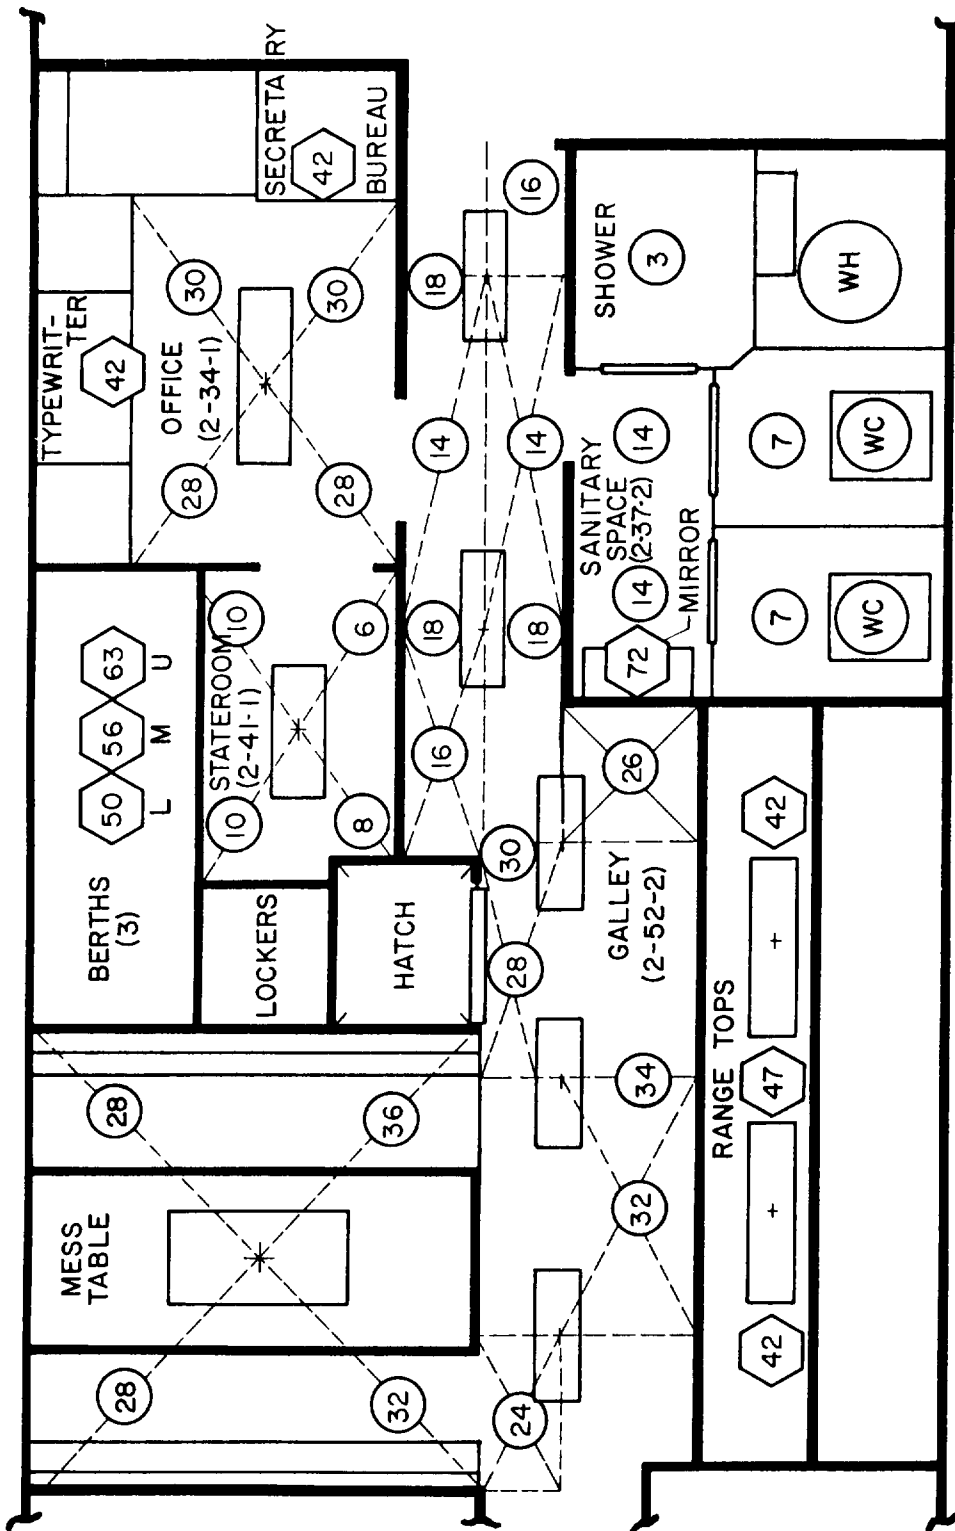 BERTHS
(3)
50
56
63
L
M
U
TYPEWRIT-
TER
42
SECRETARY
42
BUREAU
OFFICE
(2-34-1)
28
30
28
30
STATEROOM
(2-41-1)
10
10
8
6
LOCKERS
HATCH
MESS
TABLE
28
28
32
36
16
18
18
14
14
18
16
24
28
30
32
34
26
GALLEY
(2-52-2)
RANGE TOPS
42
47
42
SANITARY
SPACE
(2-37-2)
14
14
72
MIRROR
SHOWER
3
7
WC
7
WC
WH